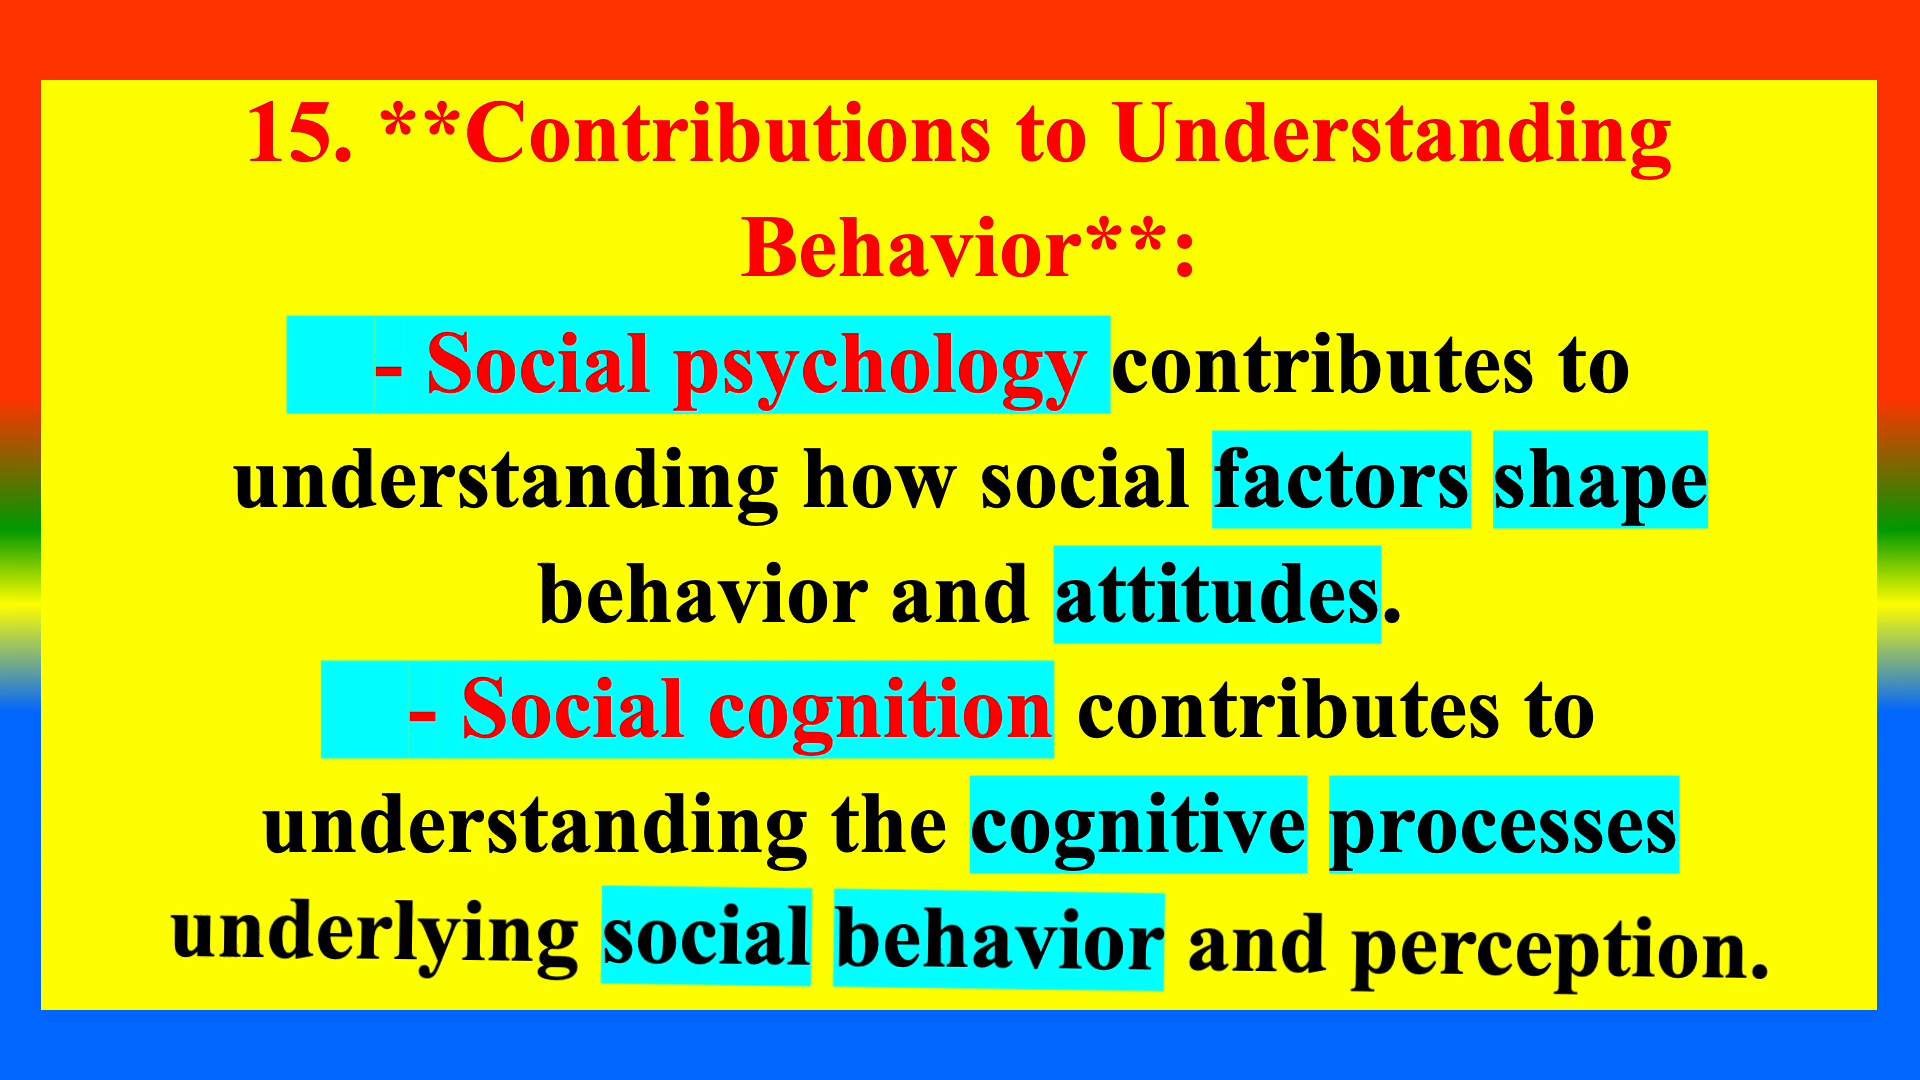 15. **Contributions to Understanding
Behavior**:
- Social psychology contributes to
understanding how social factors shape
behavior and attitudes.
- Social cognition contributes to
understanding the cognitive processes
underlying social behavior and perception.